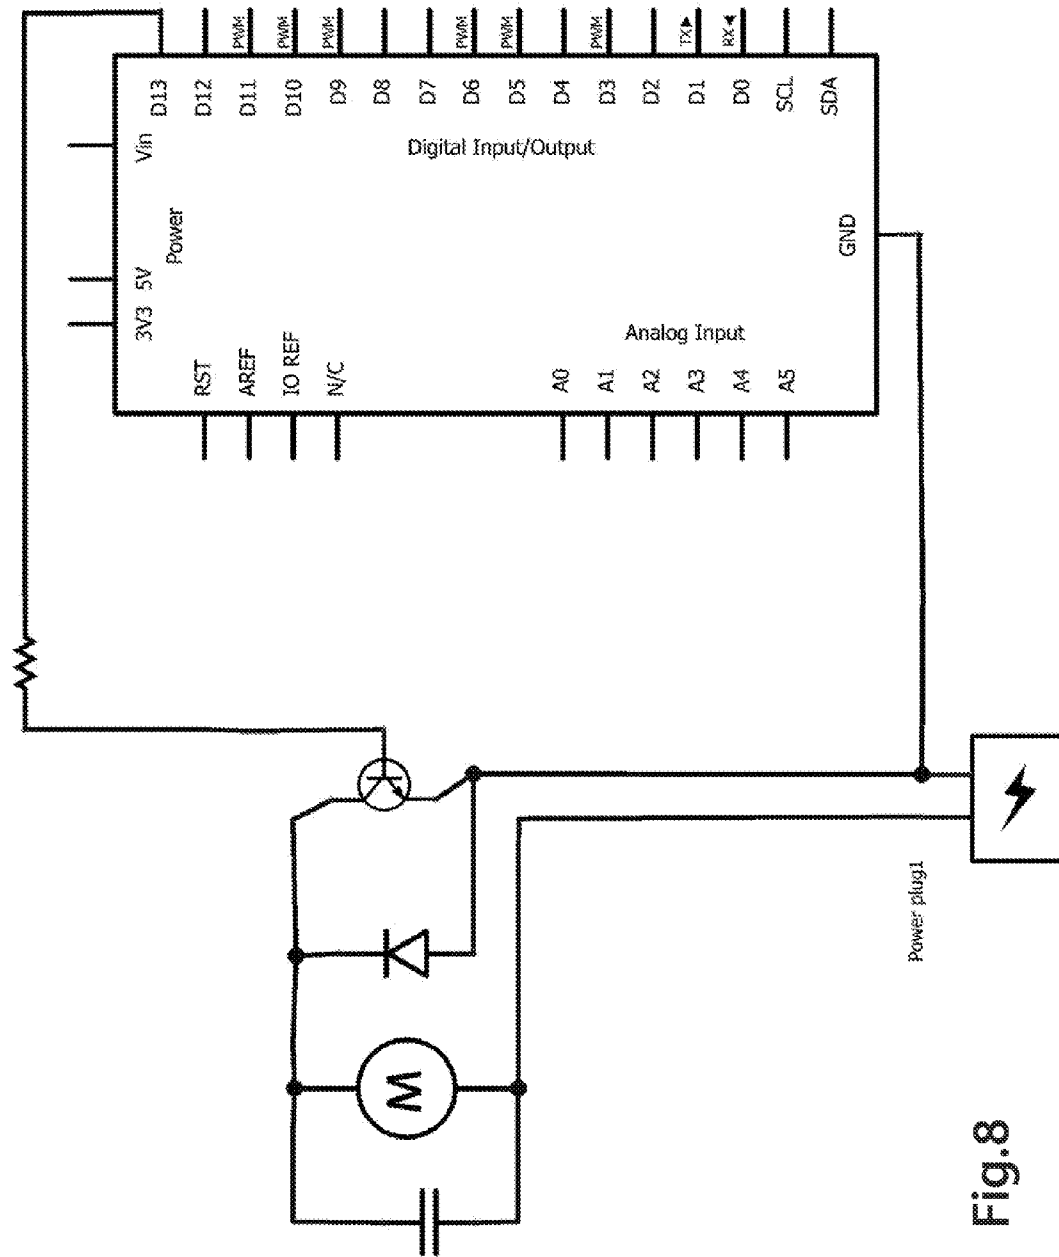 D13
D12
D11
D10
D9
D8
D7
D6
D5
D4
D3
D2
D1
D0
SCL
SDA
PWM
PWM
PWM
PWM
PWM
PWM
TX▶
RX◀
Digital Input/Output
Vin
Power
5V
3V3
RST
AREF
IO REF
N/C
Analog Input
A0
A1
A2
A3
A4
A5
GND
M
Power plug1
Fig.8